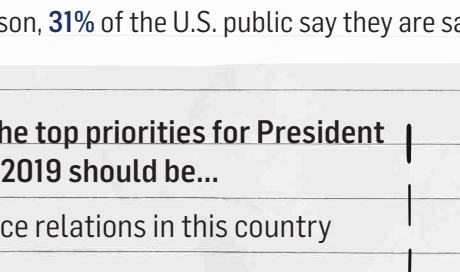 son, 31% of the U.S. public say they are sa
he top priorities for President
2019 should be...
ce relations in this country